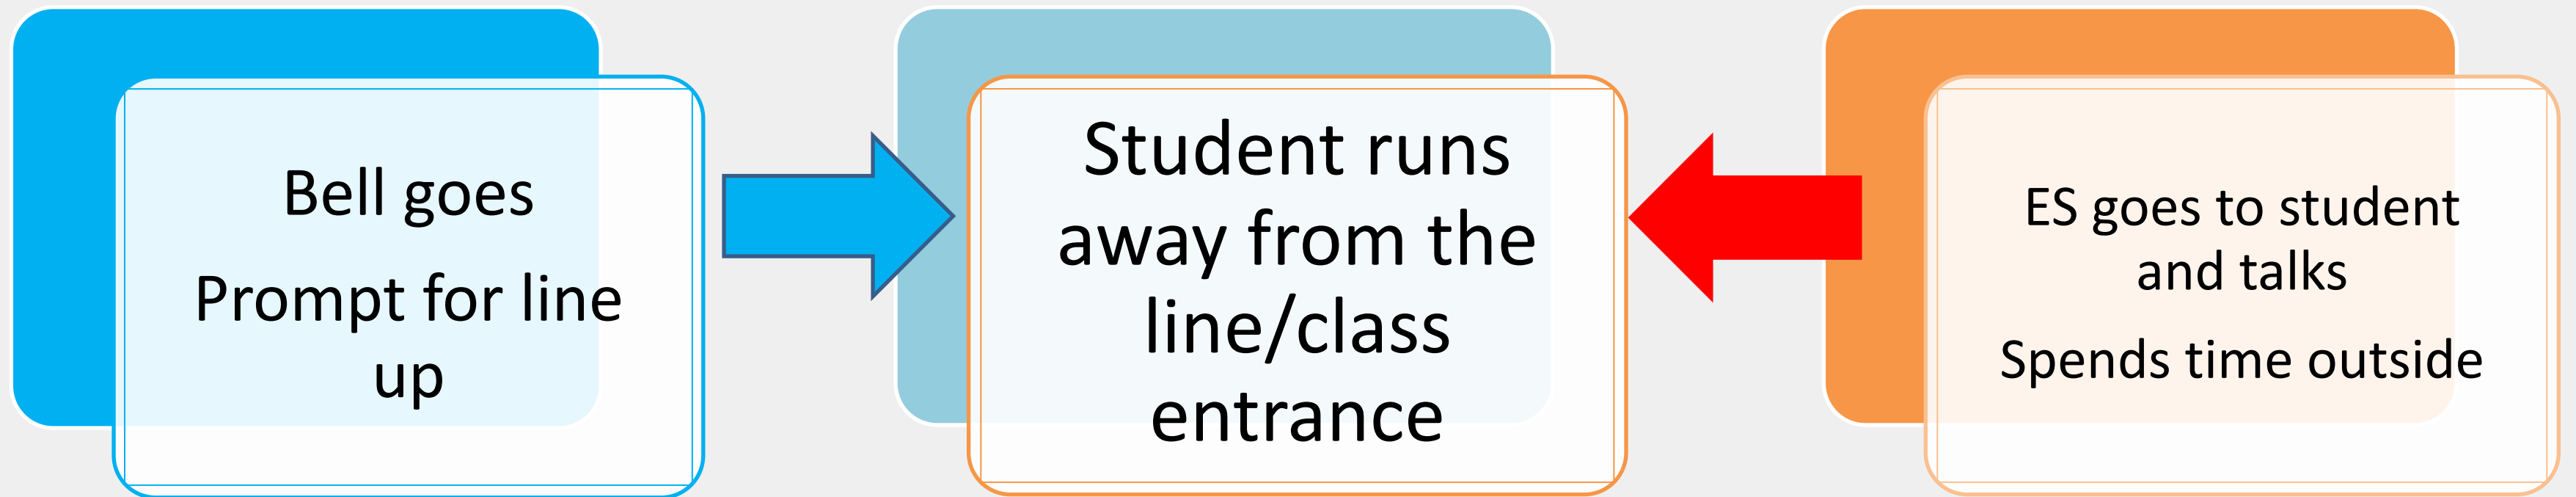 Bell goes
Prompt for line
up
Student runs
away from the
line/class
entrance
ES goes to student
and talks
Spends time outside